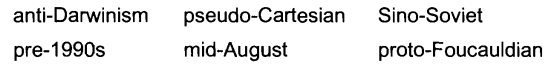 anti-Darwinism pseudo-Cartesian Sino-Soviet
pre-1990s mid-August proto-Foucauldian